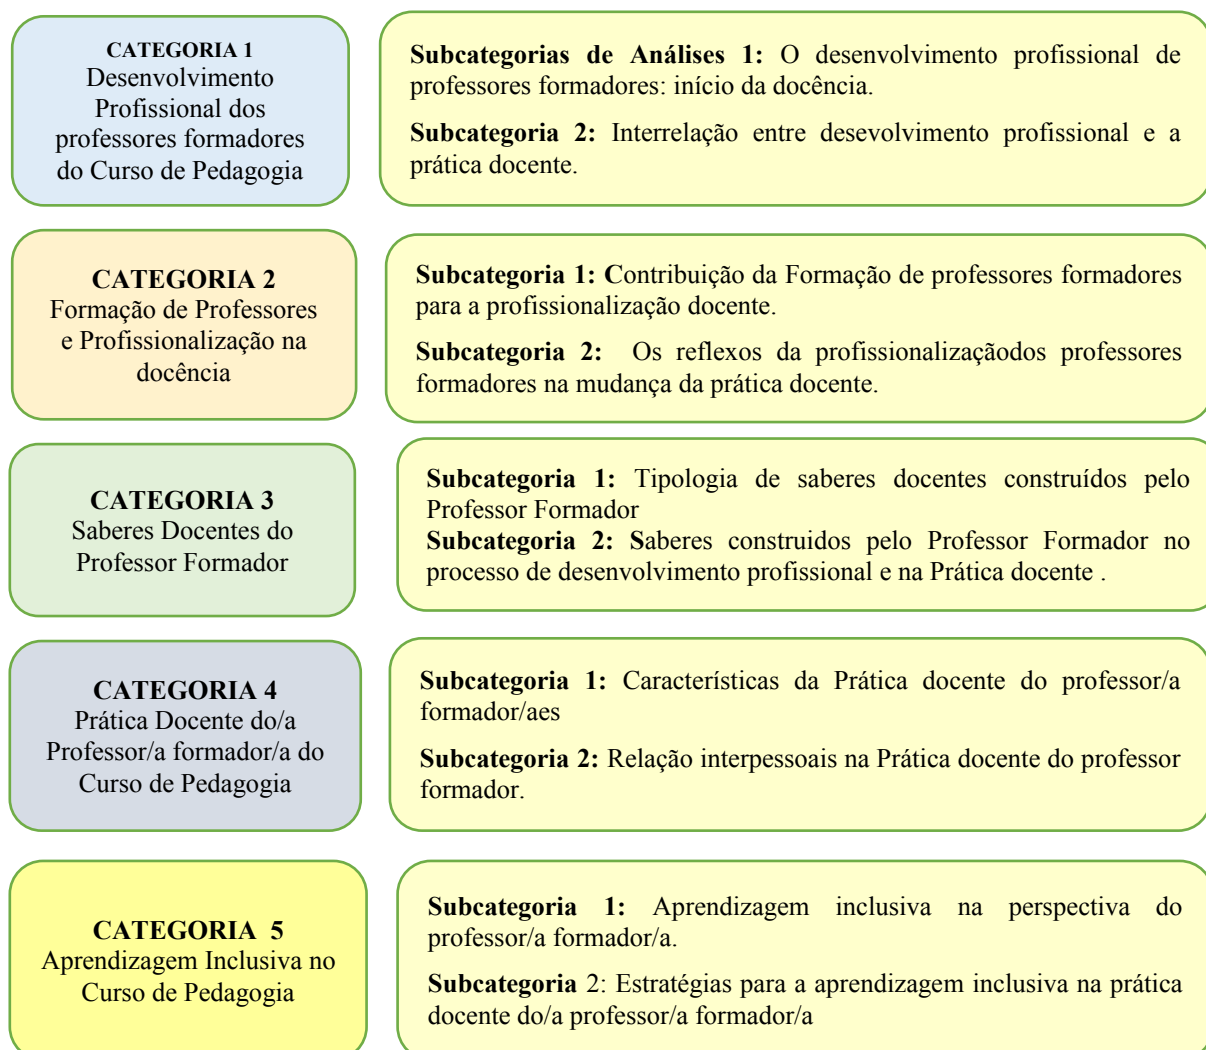 CATEGORIA 1
Desenvolvimento
Profissional dos
professores formadores
do Curso de Pedagogia
Subcategorias de Análises 1: O desenvolvimento profissional de
professores formadores: início da docência.
Subcategoria 2: Interrelação entre desevolvimento profissional e a
prática docente.
CATEGORIA 2
Formação de Professores
e Profissionalização na
docência
Subcategoria 1: Contribuição da Formação de professores formadores
para a profissionalização docente.
Subcategoria 2: Os reflexos da profissionalizaçãodos professores
formadores na mudança da prática docente.
CATEGORIA 3
Saberes Docentes do
Professor Formador
Subcategoria 1: Tipologia de saberes docentes construídos pelo
Professor Formador
Subcategoria 2: Saberes construidos pelo Professor Formador no
processo de desenvolvimento profissional e na Prática docente .
CATEGORIA 4
Prática Docente do/a
Professor/a formador/a do
Curso de Pedagogia
Subcategoria 1: Características da Prática docente do professor/a
formador/aes
Subcategoria 2: Relação interpessoais na Prática docente do professor
formador.
CATEGORIA 5
Aprendizagem Inclusiva no
Curso de Pedagogia
Subcategoria 1: Aprendizagem inclusiva na perspectiva do
professor/a formador/a.
Subcategoria 2: Estratégias para a aprendizagem inclusiva na prática
docente do/a professor/a formador/a